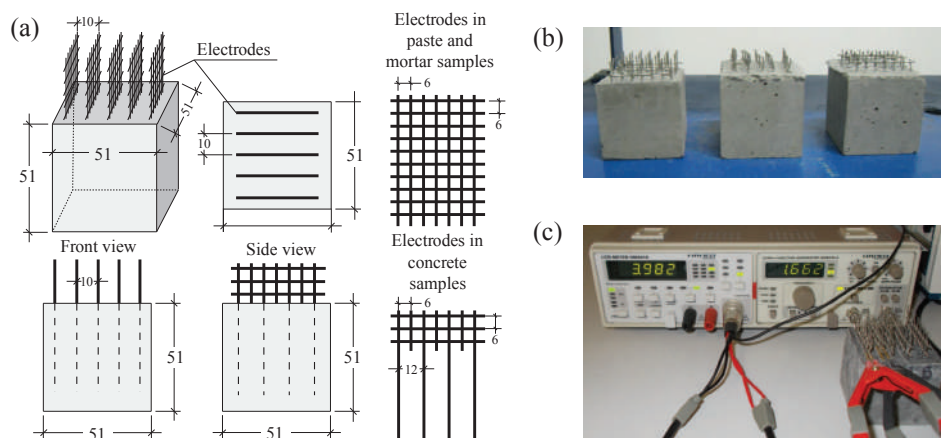 (a)
10
Electrodes
51
51
51
10
51
Electrodes in
paste and
mortar samples
6
6
Front view
10
51
51
Side view
51
51
Electrodes in
concrete
samples
6
6
12
(b)
(c)
3.982
1.662